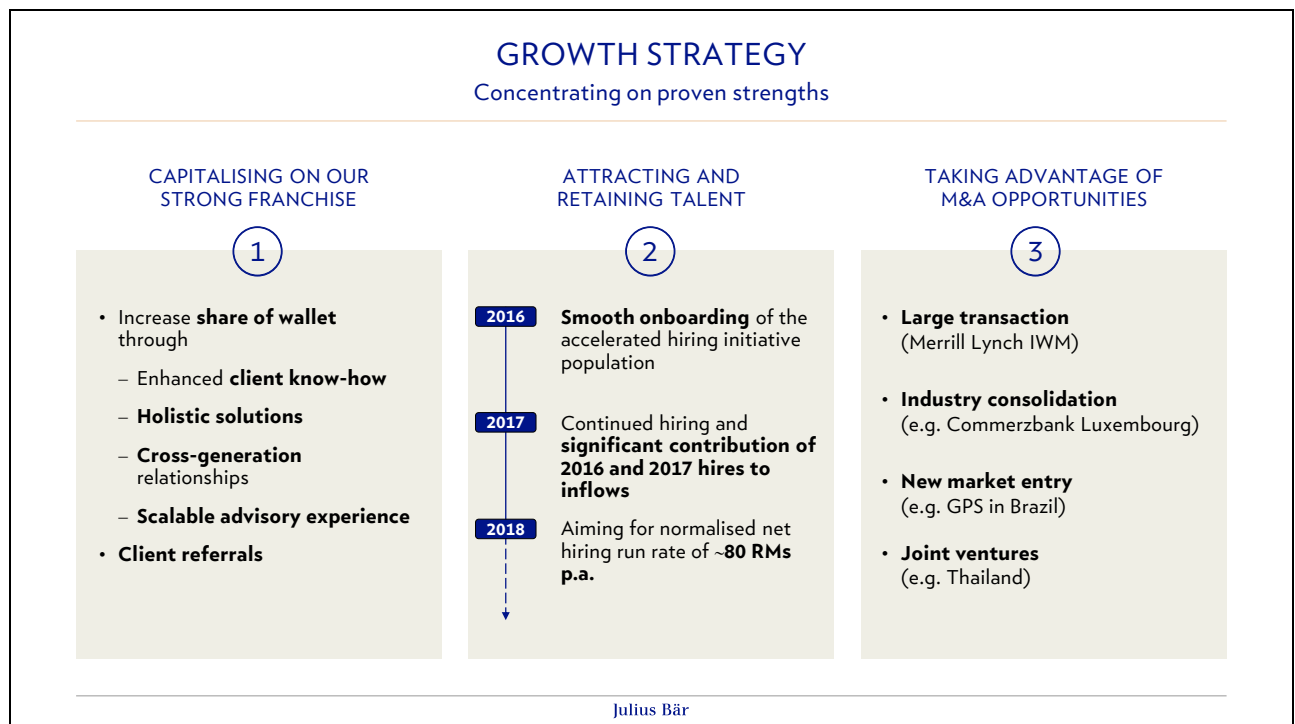 GROWTH STRATEGY
Concentrating on proven strengths
CAPITALISING ON OUR
STRONG FRANCHISE
1
• Increase share of wallet
through
– Enhanced client know-how
– Holistic solutions
– Cross-generation
relationships
– Scalable advisory experience
• Client referrals
ATTRACTING AND
RETAINING TALENT
2
2016
Smooth onboarding of the
accelerated hiring initiative
population
2017
Continued hiring and
significant contribution of
2016 and 2017 hires to
inflows
2018
Aiming for normalised net
hiring run rate of ~80 RMs
p.a.
TAKING ADVANTAGE OF
M&A OPPORTUNITIES
3
• Large transaction
(Merrill Lynch IWM)
• Industry consolidation
(e.g. Commerzbank Luxembourg)
• New market entry
(e.g. GPS in Brazil)
• Joint ventures
(e.g. Thailand)
Julius Bär